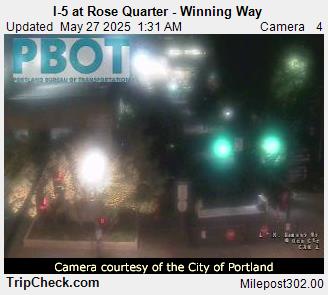 I-5 at Rose Quarter - Winning Way
Updated May 27 2025 1:31 AM Camera 4
PBOT
PORTLAND BUREAU OF TRANSPORTATION
Camera courtesy of the City of Portland
TripCheck.com Milepost302.00